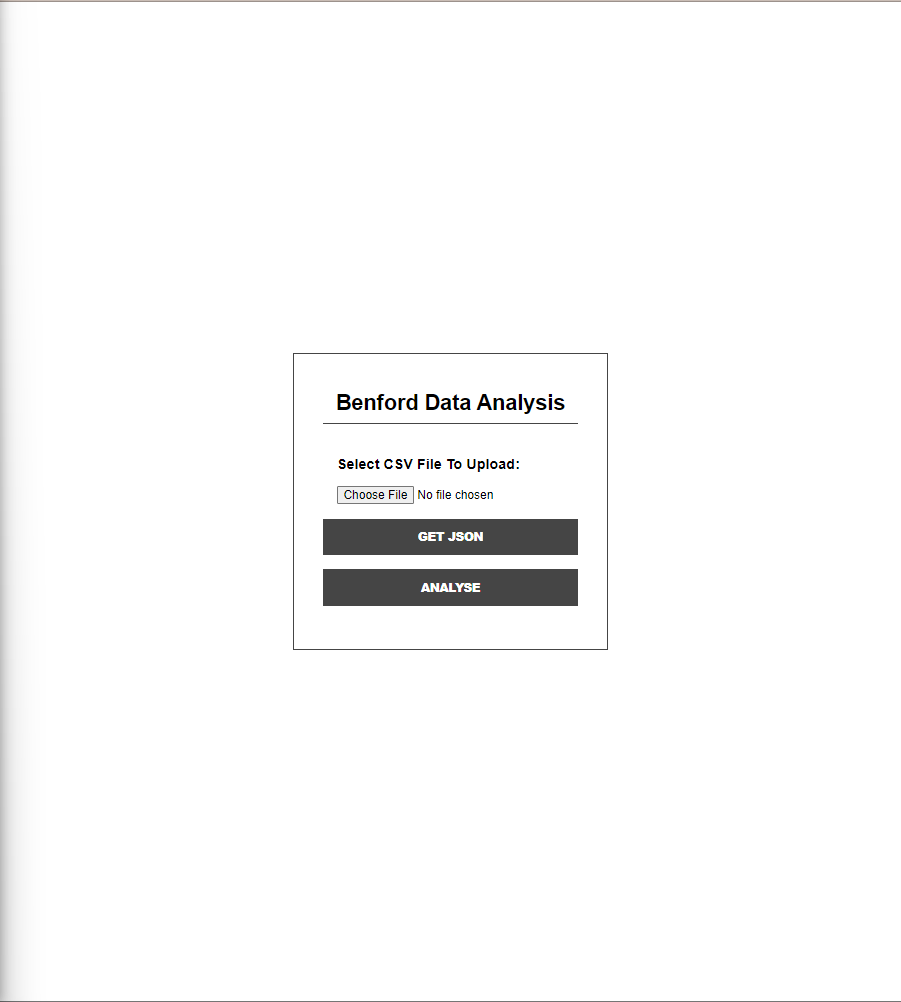 Benford Data Analysis
Select CSV File To Upload:
Choose File No file chosen
GET JSON
ANALYSE